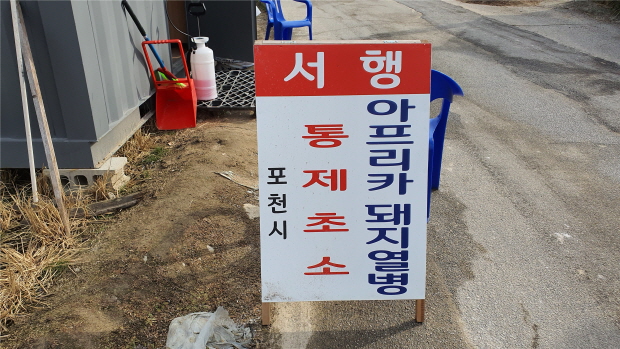 서행
아프리카돼지열병
통제초소
포천시